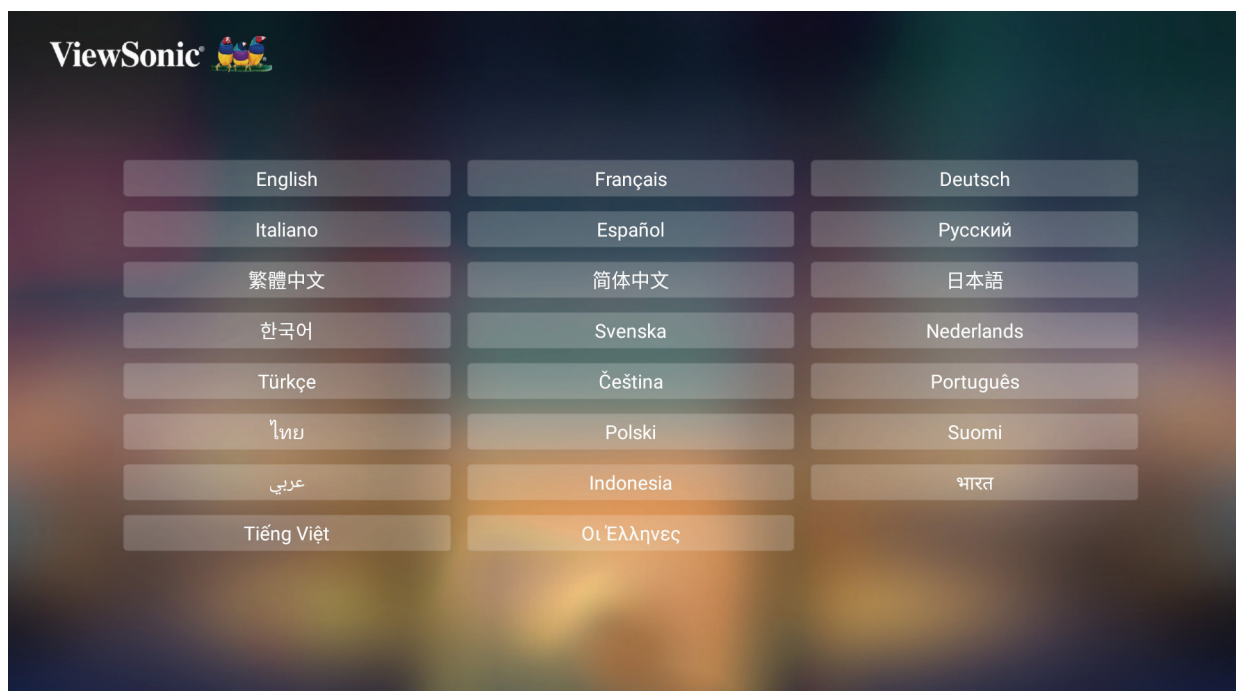 ViewSonic®
English Français Deutsch
Italiano Español Русский
繁體中文 简体中文 日本語
한국어 Svenska Nederlands
Türkçe Čeština Português
ไทย Polski Suomi
عربي Indonesia भारत
Tiếng Việt Οι Έλληνες